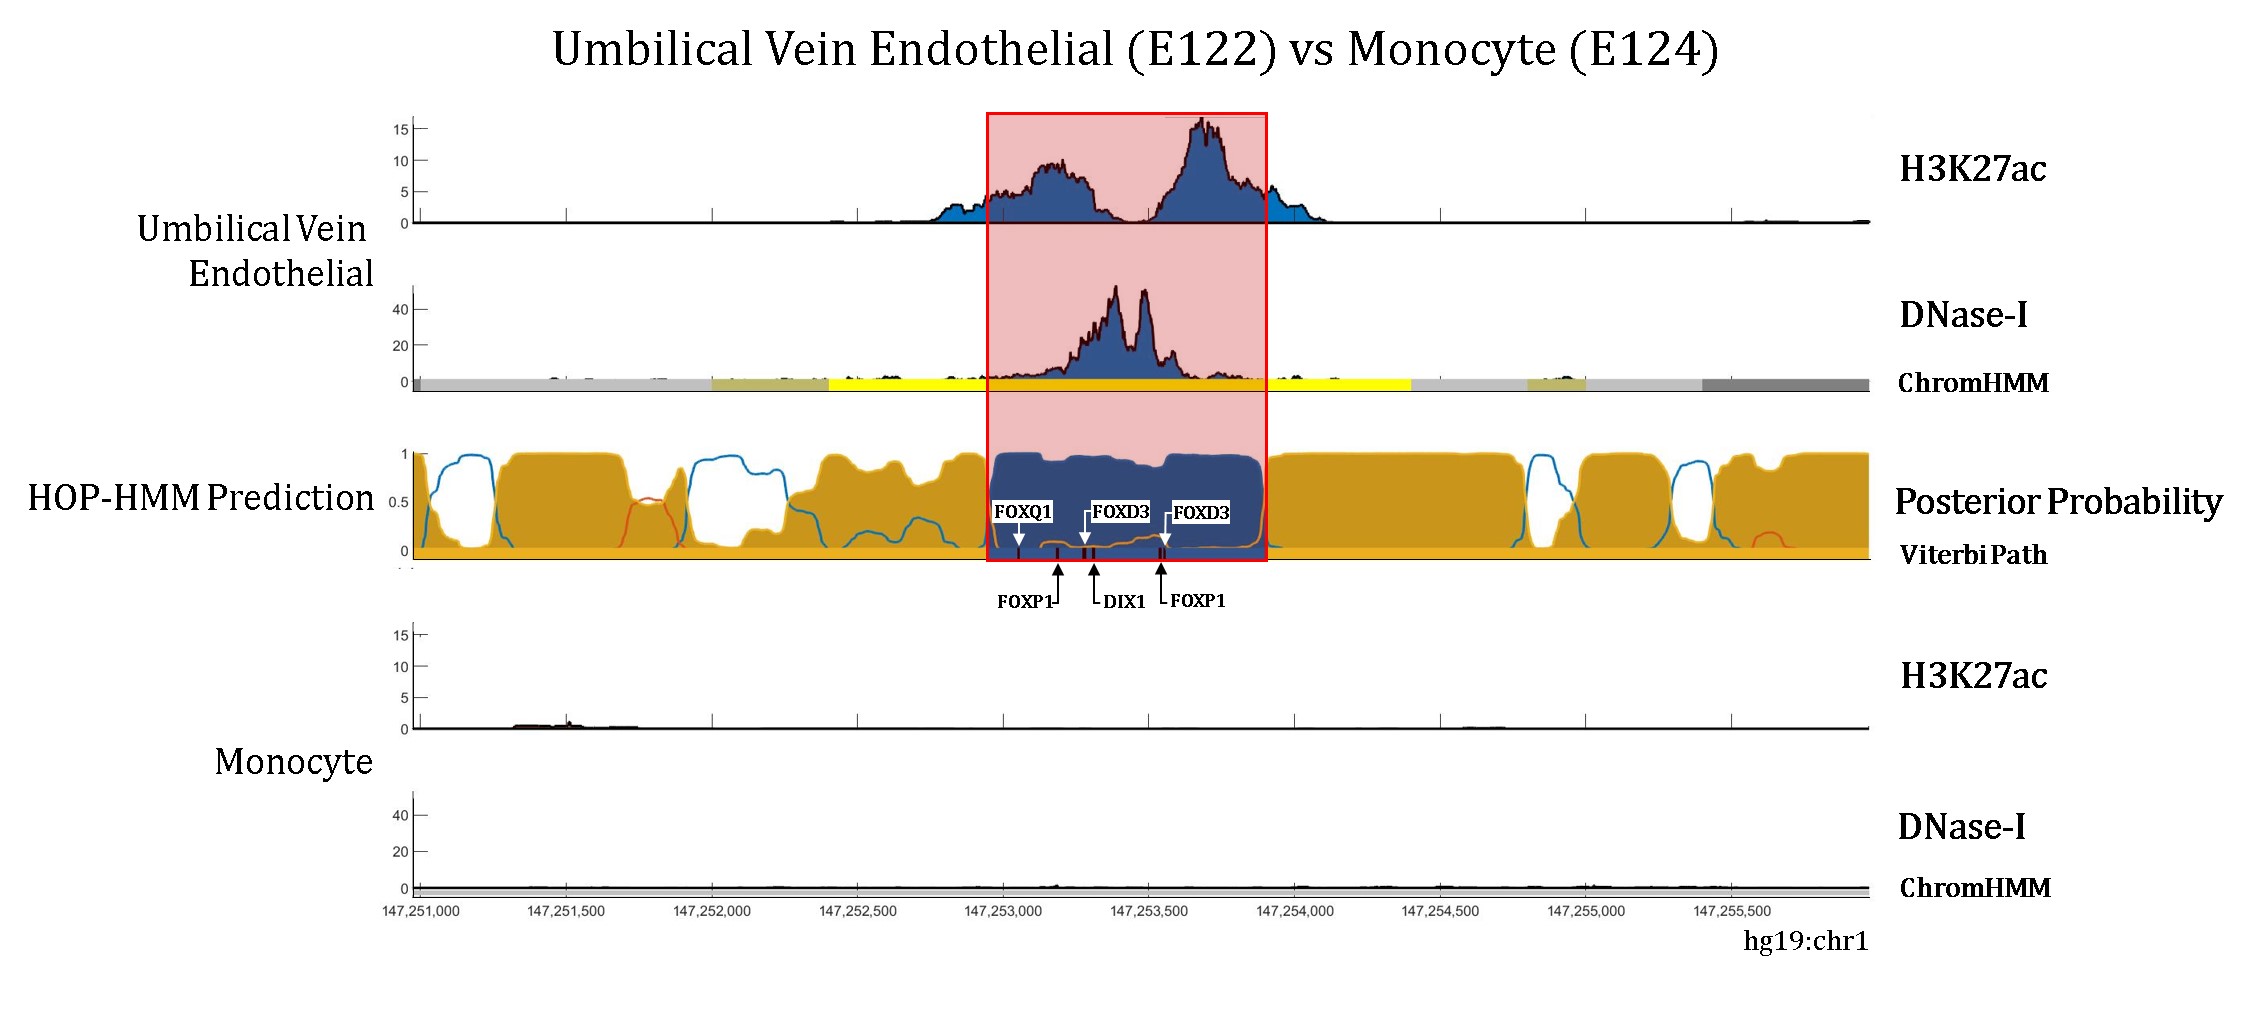 Umbilical Vein Endothelial (E122) vs Monocyte (E124)
15
10
5
0
H3K27ac
Umbilical Vein
Endothelial
40
20
0
DNase-I
ChromHMM
HOP-HMM Prediction
1
0.5
0
FOXQ1
FOXD3
FOXD3
Posterior Probability
Viterbi Path
FOXP1
DIX1
FOXP1
15
10
5
0
H3K27ac
Monocyte
40
20
0
DNase-I
ChromHMM
147,251,000 147,251,500 147,252,000 147,252,500 147,253,000 147,253,500 147,254,000 147,254,500 147,255,000 147,255,500
hg19:chr1